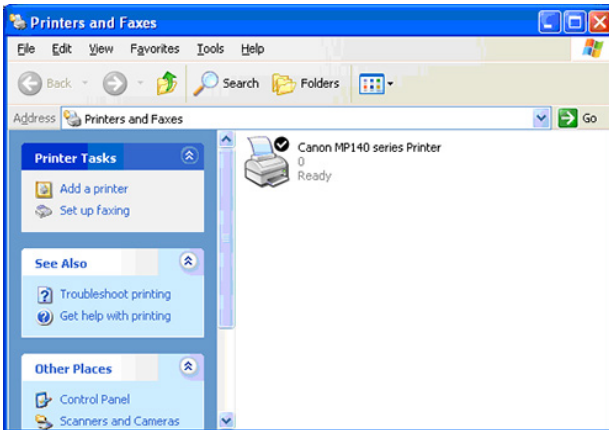 Printers and Faxes
File Edit View Favorites Tools Help
Back Search Folders
Address Printers and Faxes Go
Printer Tasks
Add a printer
Set up faxing
See Also
Troubleshoot printing
Get help with printing
Other Places
Control Panel
Scanners and Cameras
Canon MP140 series Printer
0
Ready